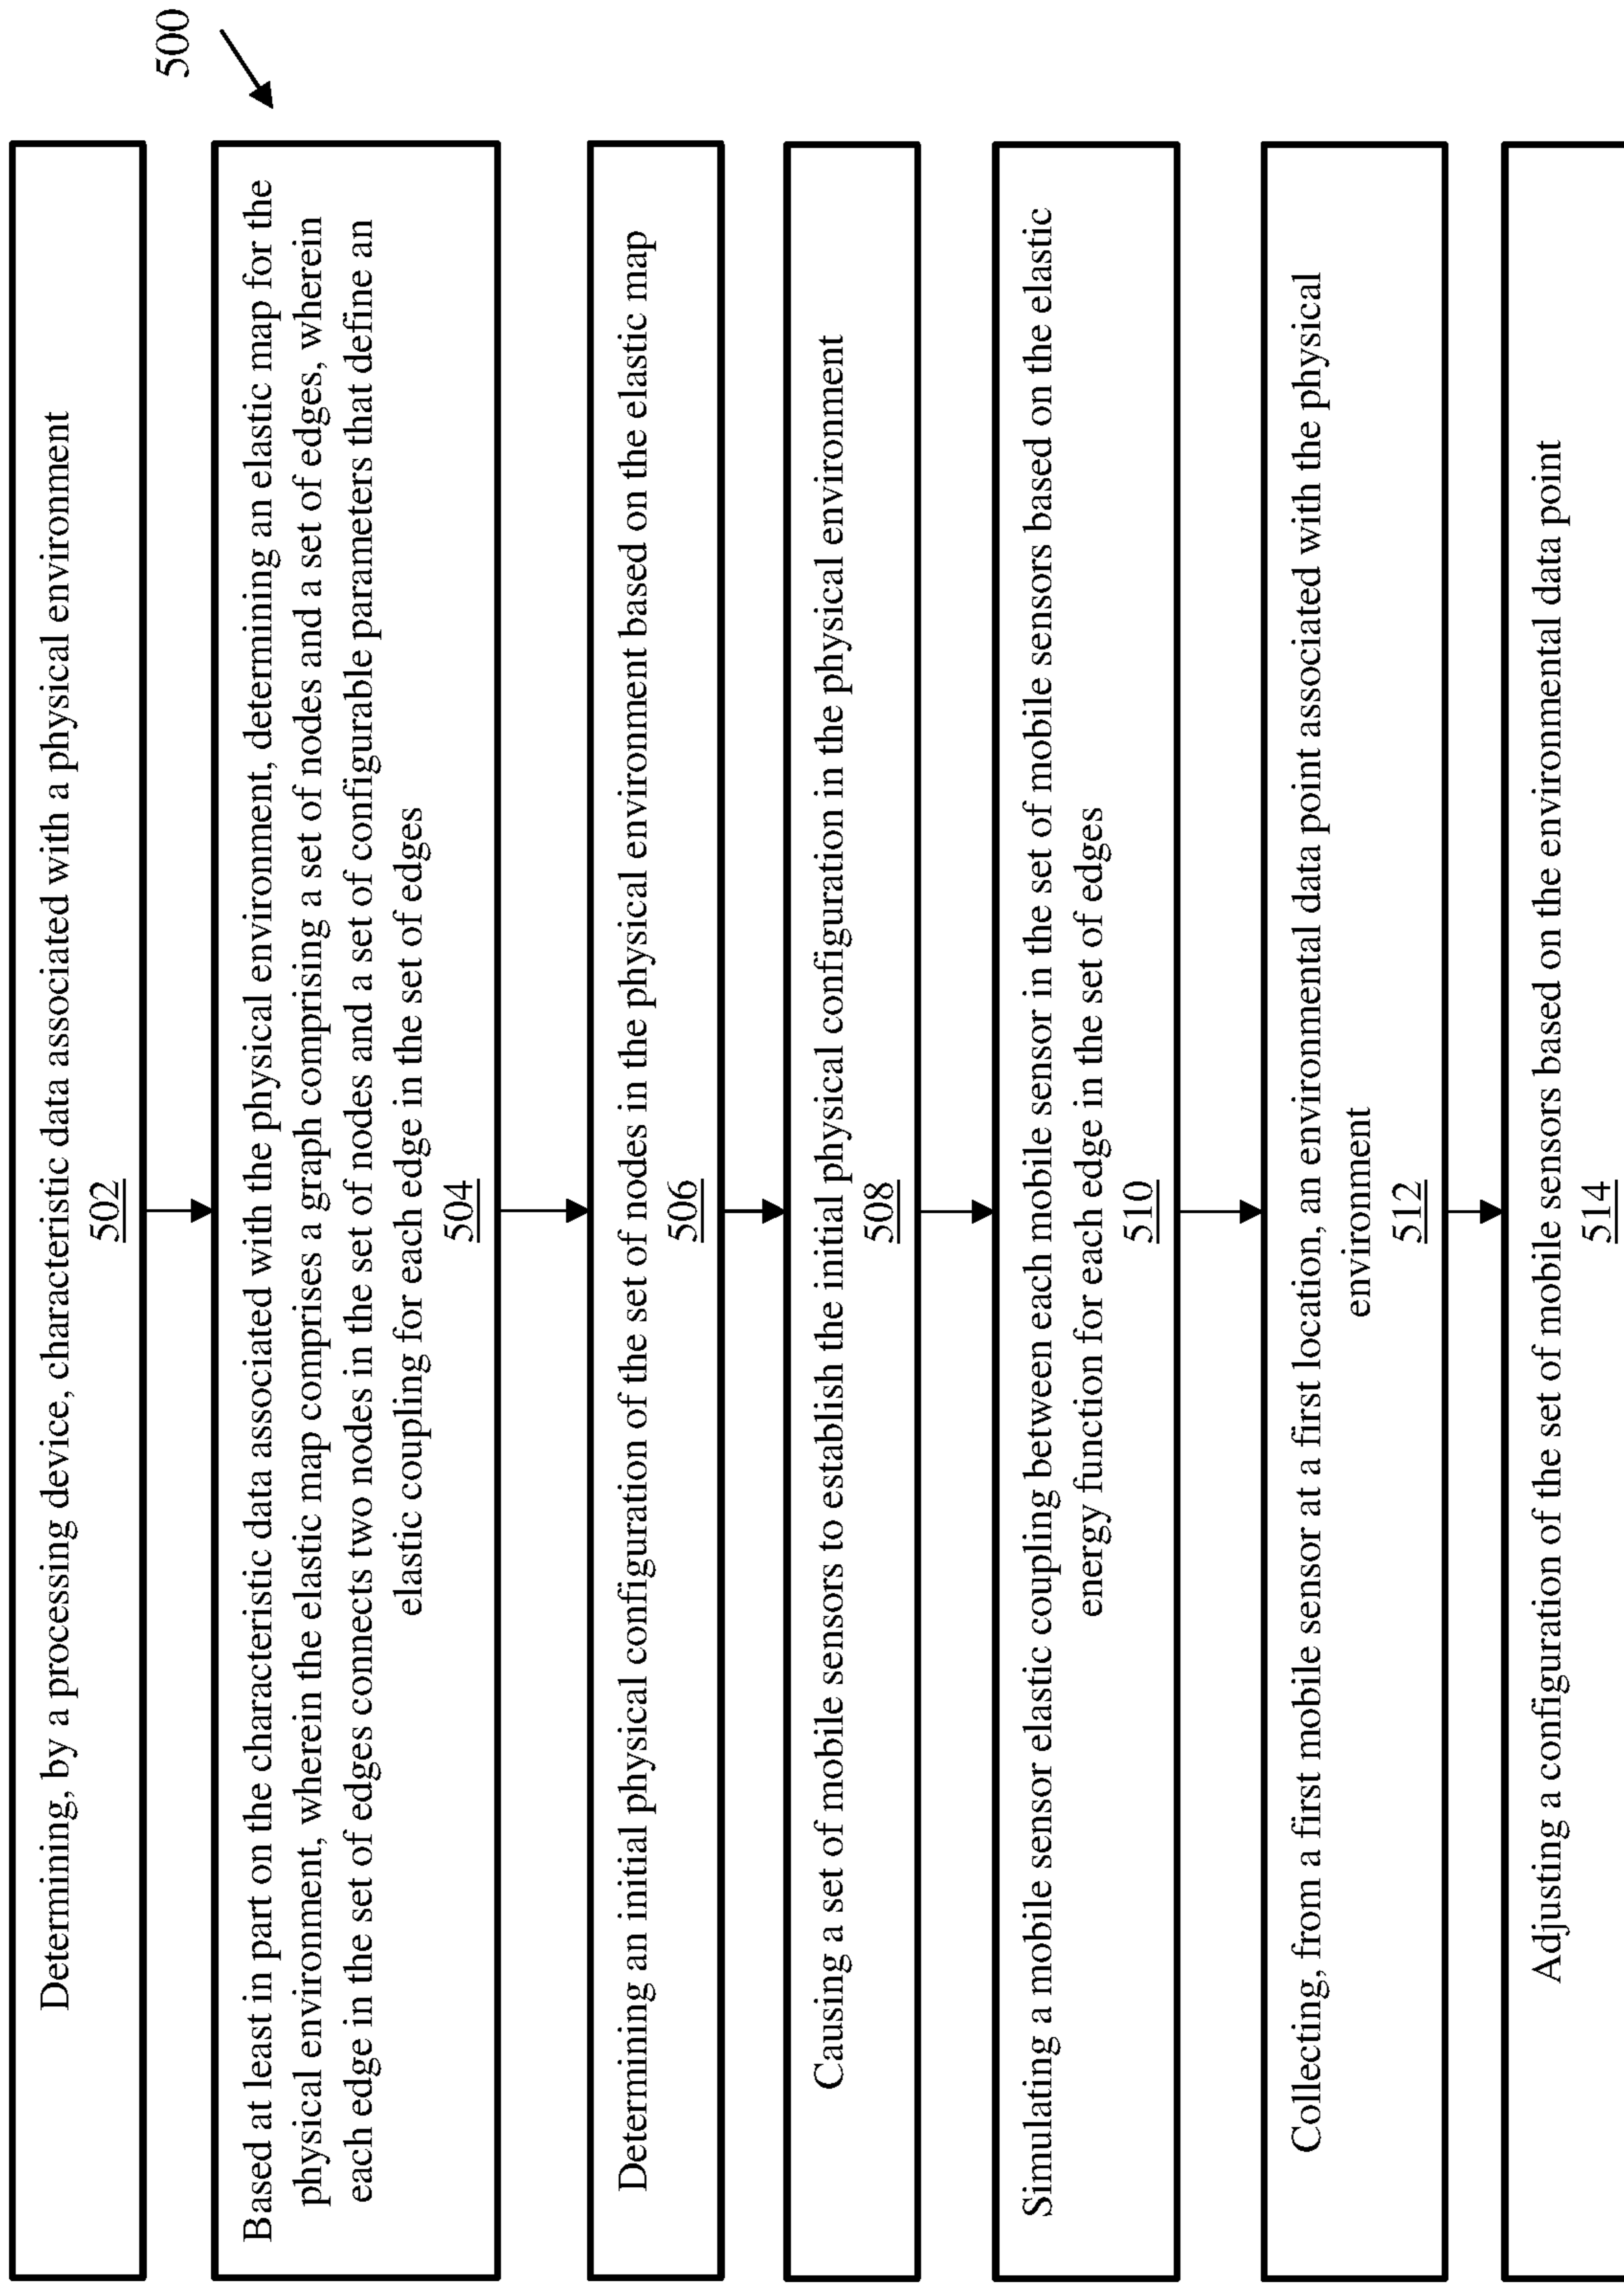 500
Determining, by a processing device, characteristic data associated with a physical environment
502
Based at least in part on the characteristic data associated with the physical environment, determining an elastic map for the
physical environment, wherein the elastic map comprises a graph comprising a set of nodes and a set of edges, wherein
each edge in the set of edges connects two nodes in the set of nodes and a set of configurable parameters that define an
elastic coupling for each edge in the set of edges
504
Determining an initial physical configuration of the set of nodes in the physical environment based on the elastic map
506
Causing a set of mobile sensors to establish the initial physical configuration in the physical environment
508
Simulating a mobile sensor elastic coupling between each mobile sensor in the set of mobile sensors based on the elastic
energy function for each edge in the set of edges
510
Collecting, from a first mobile sensor at a first location, an environmental data point associated with the physical
environment
512
Adjusting a configuration of the set of mobile sensors based on the environmental data point
514